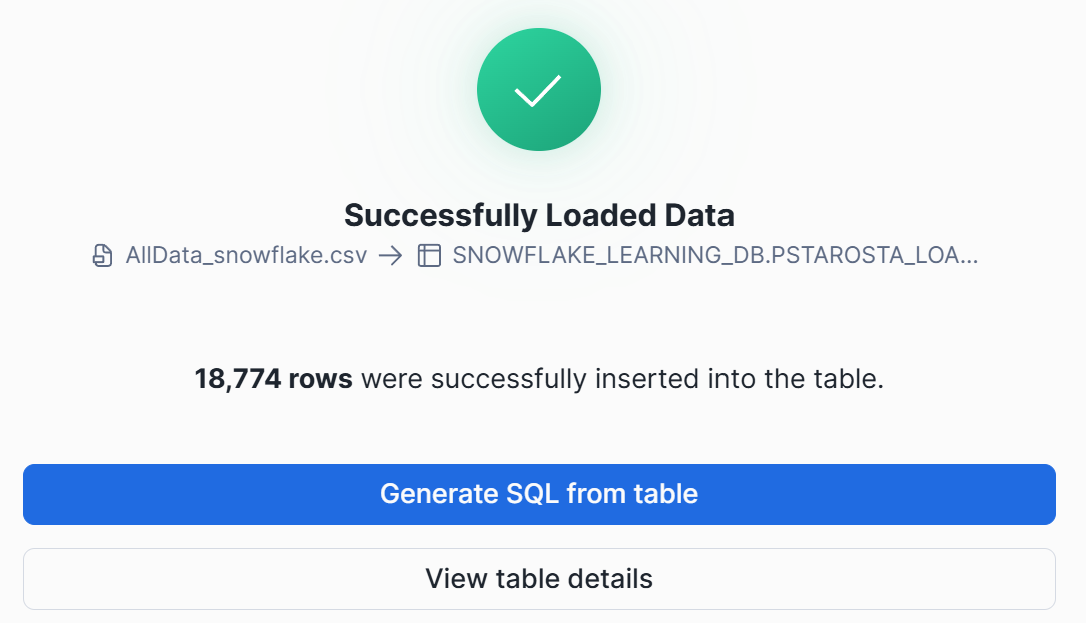 Successfully Loaded Data
AllData_snowflake.csv → SNOWFLAKE_LEARNING_DB.PSTAROSTA_LOA...
18,774 rows were successfully inserted into the table.
Generate SQL from table
View table details